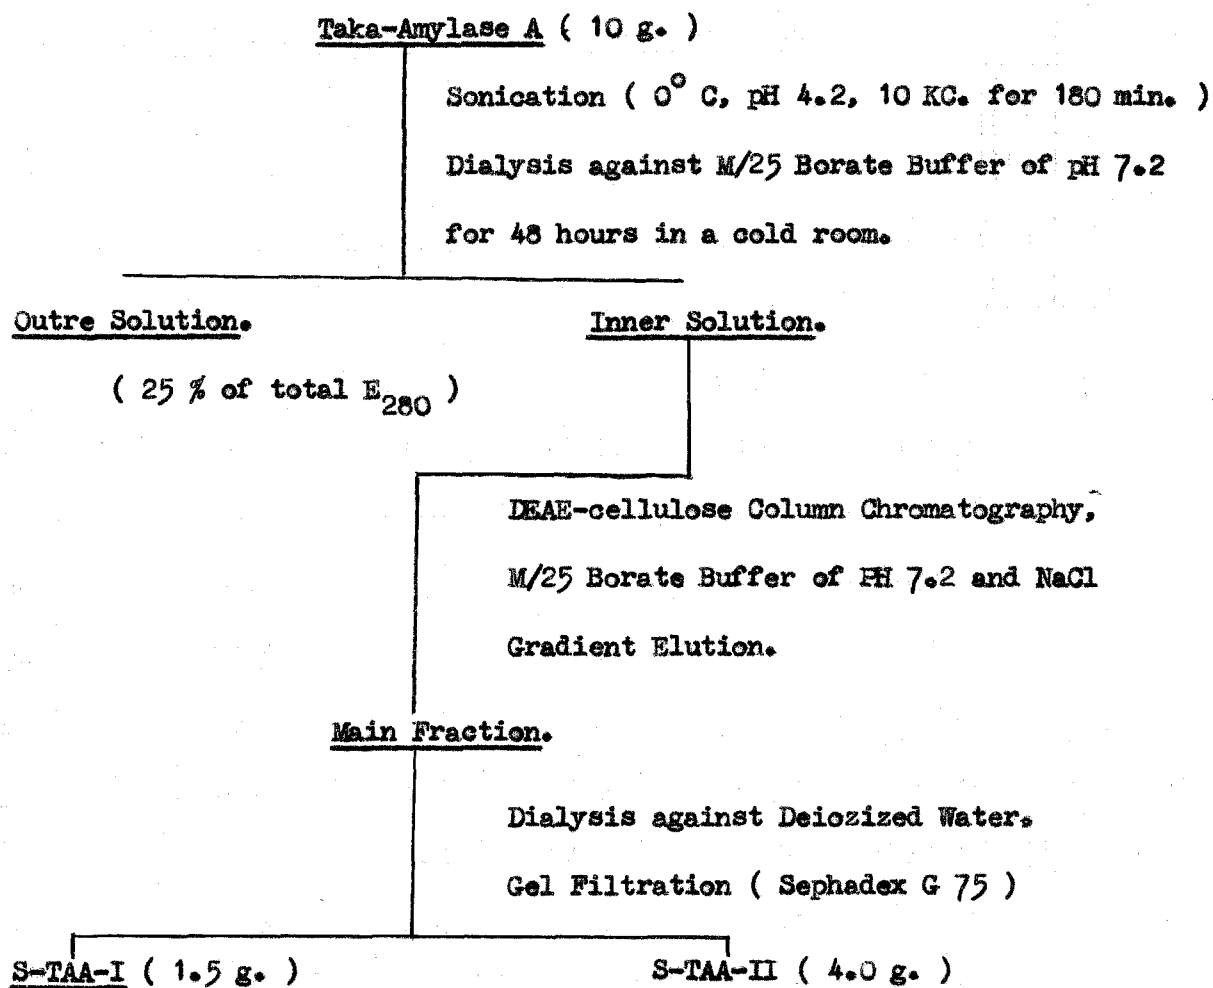 Taka-Amylase A ( 10 g. )
Sonication ( 0° C, pH 4.2, 10 KC. for 180 min. )
Dialysis against M/25 Borate Buffer of pH 7.2
for 48 hours in a cold room.
Outre Solution.
Inner Solution.
( 25 % of total E280 )
DEAE-cellulose Column Chromatography,
M/25 Borate Buffer of PH 7.2 and NaCl
Gradient Elution.
Main Fraction.
Dialysis against Deiozized Water.
Gel Filtration ( Sephadex G 75 )
S-TAA-I ( 1.5 g. )
S-TAA-II ( 4.0 g. )